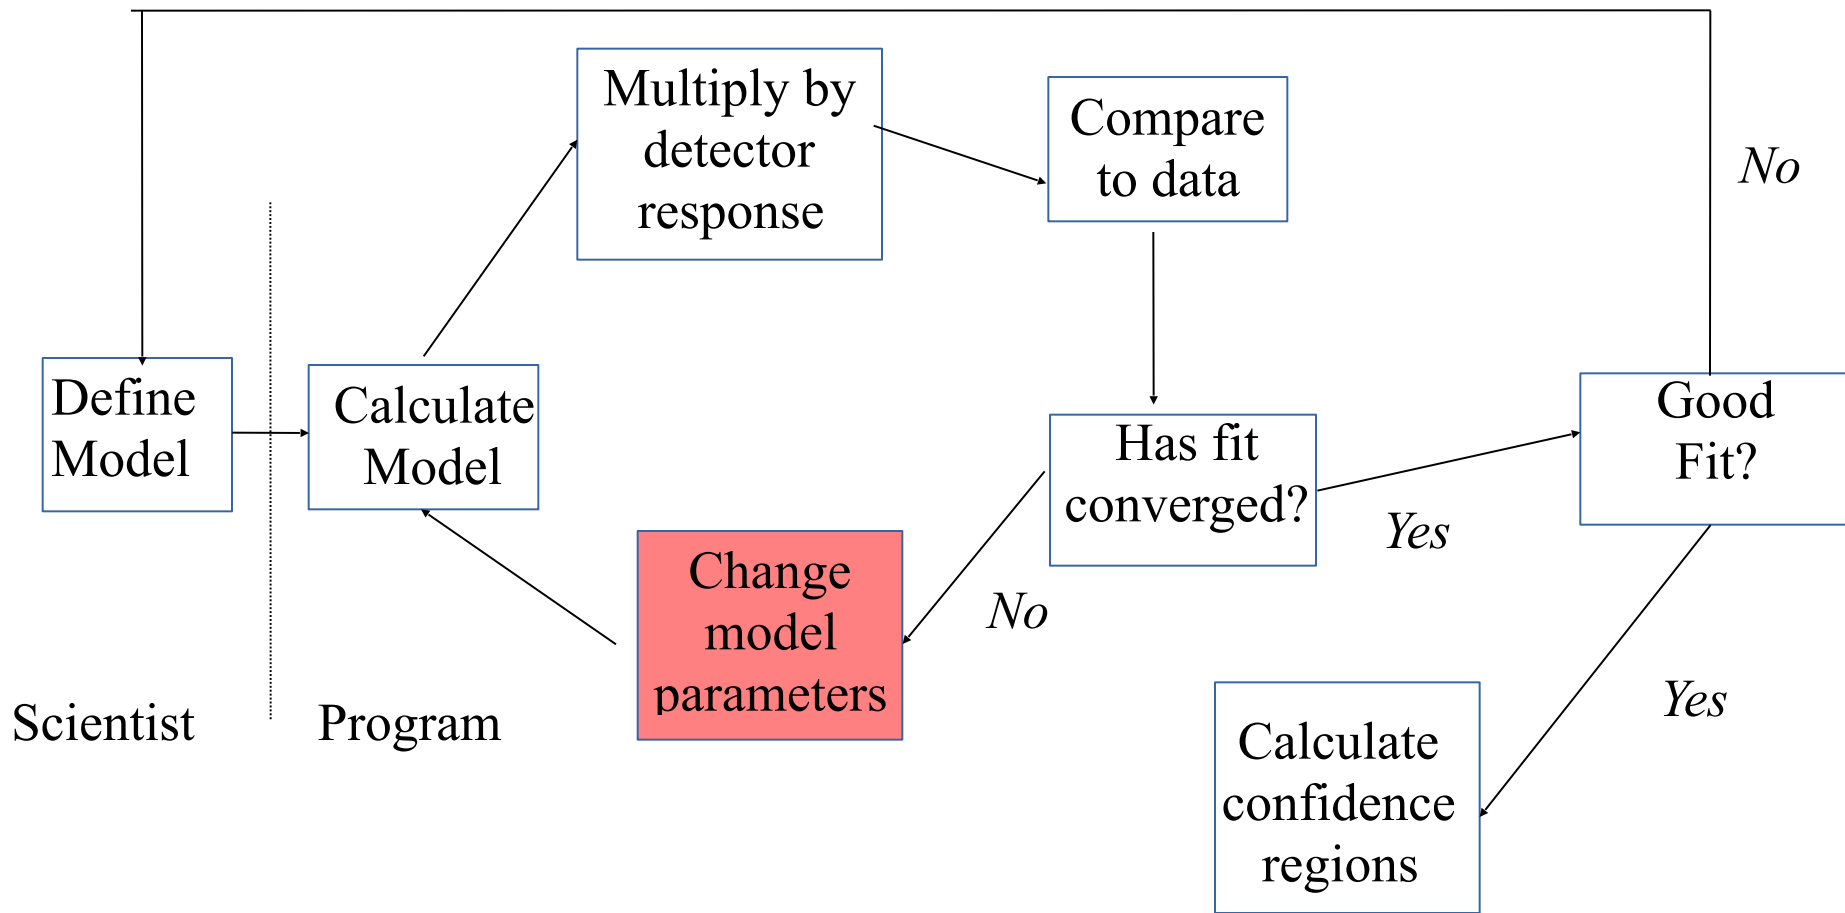 Multiply by
detector
response
Compare
to data
No
Define
Model
Calculate
Model
Has fit
converged?
Good
Fit?
Yes
Change
model
parameters
No
Scientist
Program
Yes
Calculate
confidence
regions